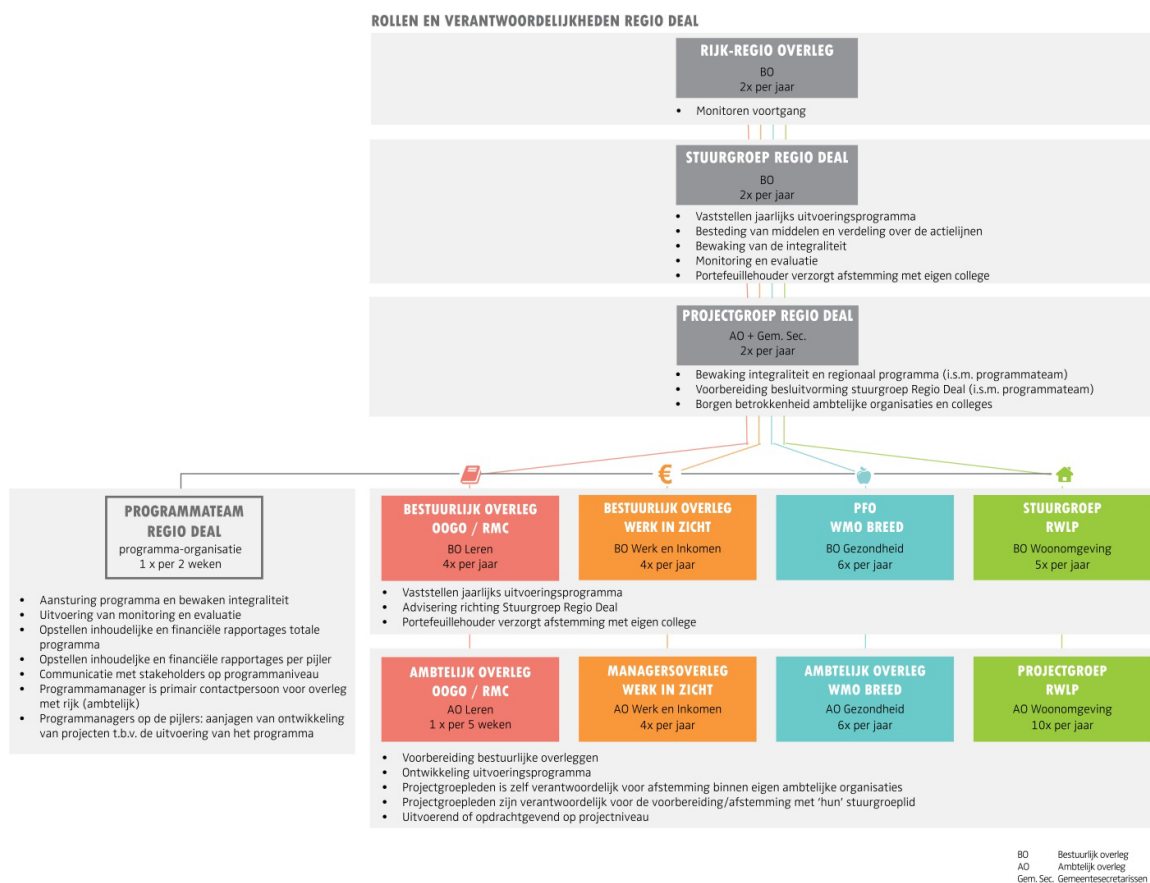 ROLLEN EN VERANTWOORDELIJKHEDEN REGIO DEAL
RIJK-REGIO OVERLEG
BO
2x per jaar
• Monitoren voortgang
STUURGROEP REGIO DEAL
BO
2x per jaar
• Vaststellen jaarlijks uitvoeringsprogramma
• Besteding van middelen en verdeling over de actielijnen
• Bewaking van de integraliteit
• Monitoring en evaluatie
• Portefeuillehouder verzorgt afstemming met eigen college
PROJECTGROEP REGIO DEAL
AO + Gem. Sec.
2x per jaar
• Bewaking integraliteit en regionaal programma (i.s.m. programmateam)
• Voorbereiding besluitvorming stuurgroep Regio Deal (i.s.m. programmateam)
• Borgen betrokkenheid ambtelijke organisaties en colleges
PROGRAMMATEAM
REGIO DEAL
programma-organisatie
1 x per 2 weken
• Aansturing programma en bewaken integraliteit
• Uitvoering van monitoring en evaluatie
• Opstellen inhoudelijke en financiële rapportages totale
programma
• Opstellen inhoudeljke en financiële rapportages per pijler
• Communicatie met stakeholders op programmaniveau
• Programmamanager is primair contactpersoon voor overleg
met rijk (ambtelijk)
• Programmanagers op de pijlers: aanjagen van ontwikkeling
van projecten t.b.v. de uitvoering van het programma
BESTUURLIJK OVERLEG
OOGO / RMC
BO Leren
4x per jaar
€
BESTUURLIJK OVERLEG
WERK IN ZICHT
BO Werk en Inkomen
4x per jaar
PFO
WMO BREED
BO Gezondheid
6x per jaar
STUURGROEP
RWLP
BO Woonomgeving
5x per jaar
• Vaststellen jaarlijks uitvoeringsprogramma
• Advisering richting Stuurgroep Regio Deal
• Portefeuillehouder verzorgt afstemming met eigen college
AMBTELIJK OVERLEG
OOGO / RMC
AO Leren
1 x per 5 weken
MANAGERSOVERLEG
WERK IN ZICHT
AO Werk en Inkomen
4x per jaar
AMBTELIJK OVERLEG
WMO BREED
AO Gezondheid
6x per jaar
PROJECTGROEP
RWLP
AO Woonomgeving
10x per jaar
• Voorbereiding bestuurlijke overleggen
• Ontwikkeling uitvoeringsprogramma
• Projectgroepleden is zelf verantwoordelijk voor afstemming binnen eigen ambtelijke organisaties
• Projectgroepleden zijn verantwoordelijk voor de voorbereiding/afstemming met ‘hun’ stuurgroeplid
• Uitvoerend of opdrachtgevend op projectniveau
BO Bestuurlijk overleg
AO Ambtelijk overleg
Gem. Sec. Gemeentesecretarissen